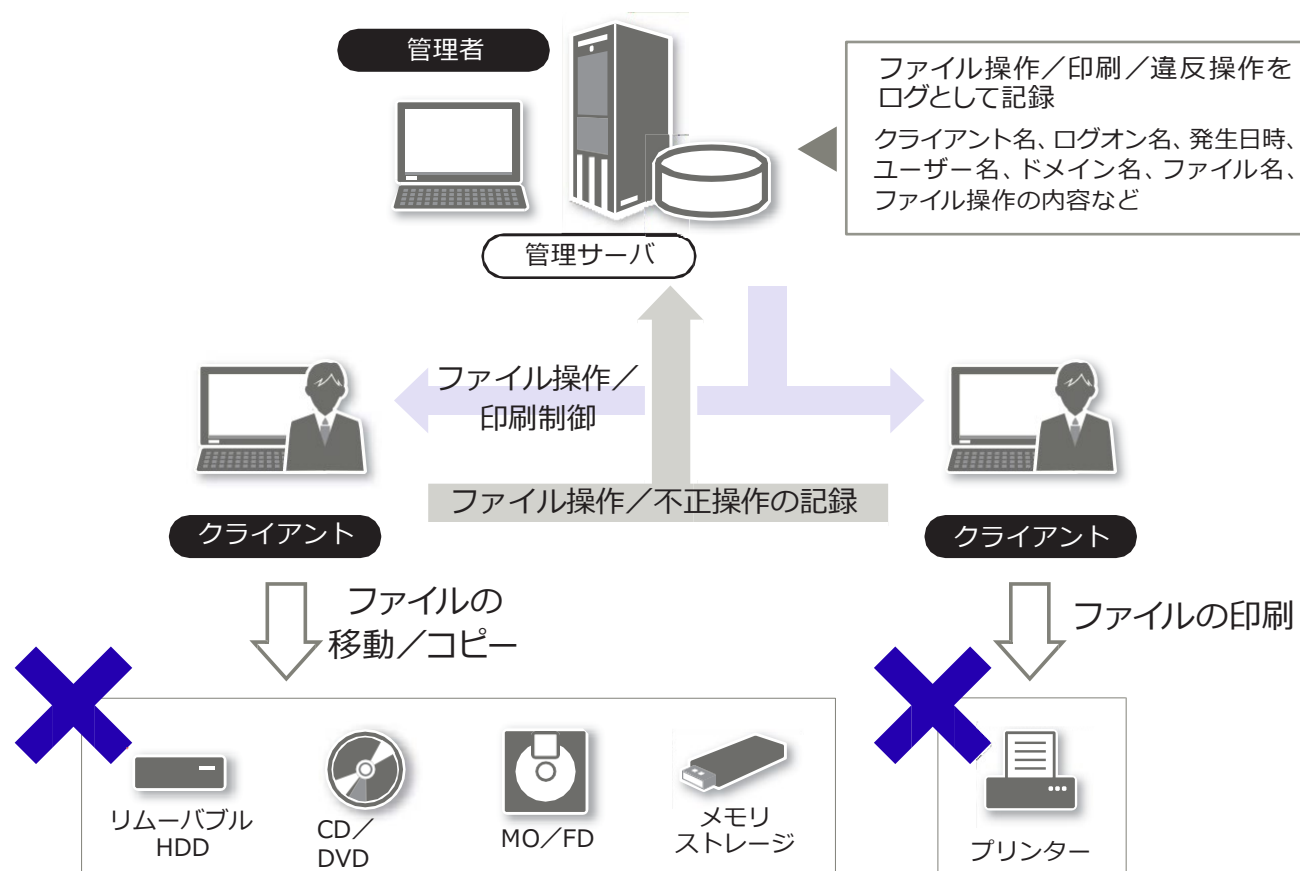 管理者
ファイル操作／印刷／違反操作を
ログとして記録
クライアント名、ログオン名、発生日時、
ユーザー名、ドメイン名、ファイル名、
ファイル操作の内容など
管理サーバ
ファイル操作／
印刷制御
ファイル操作／不正操作の記録
クライアント
クライアント
ファイルの
移動／コピー
ファイルの印刷
リムーバブル
HDD
CD／
DVD
MO／FD
メモリ
ストレージ
プリンター